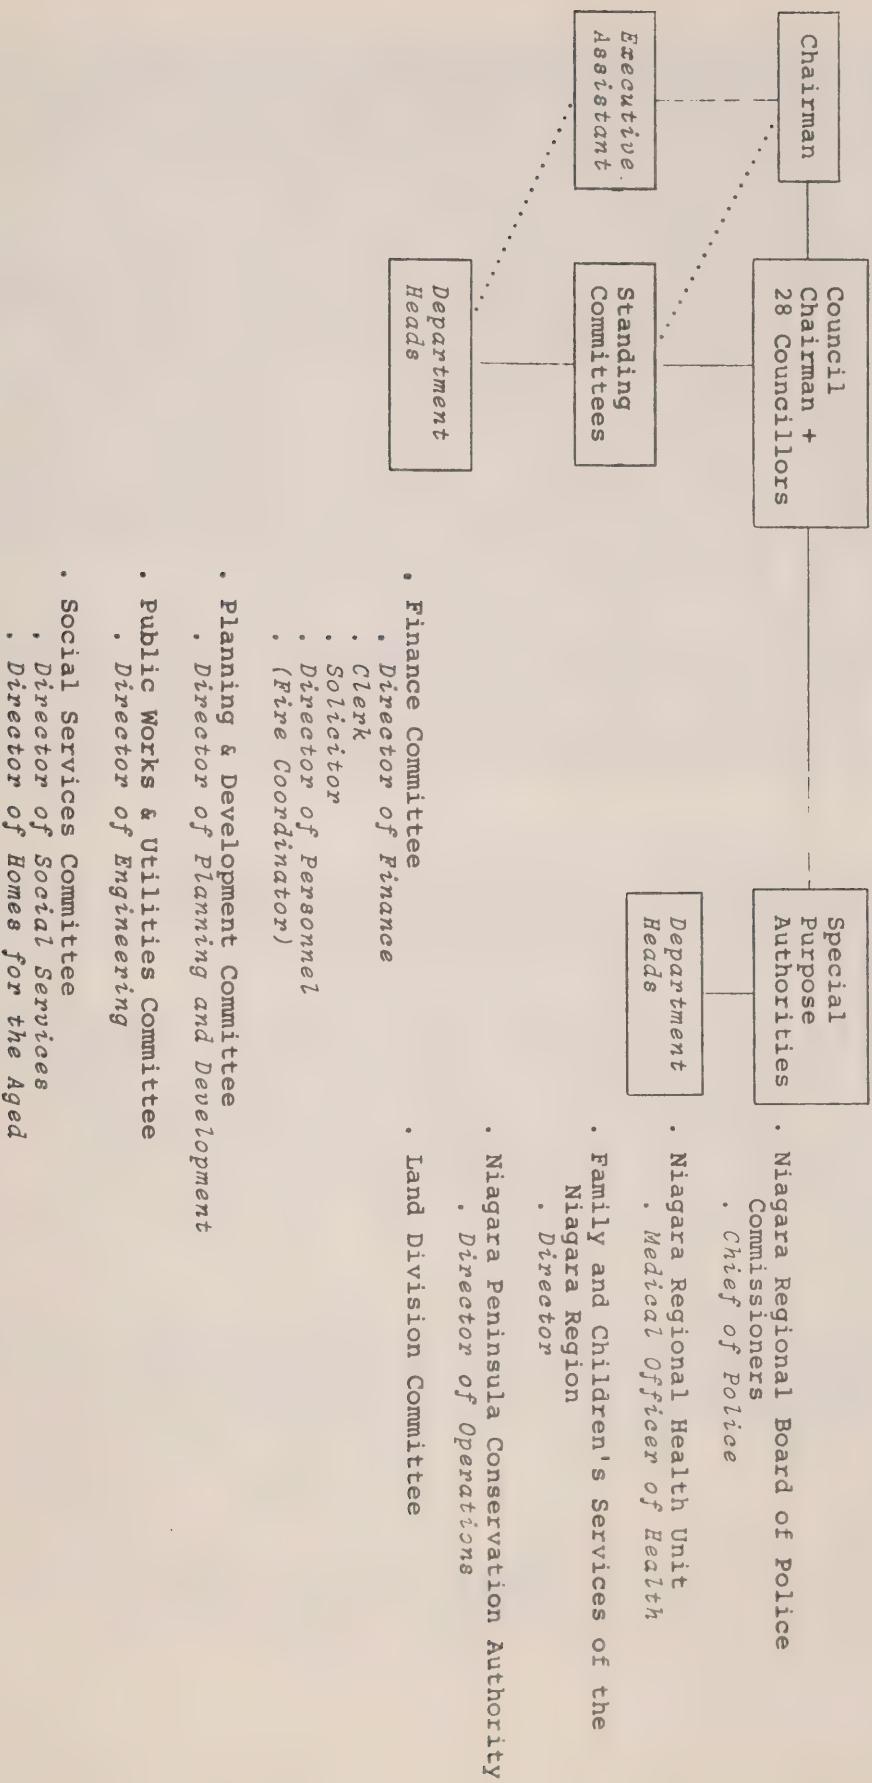 Chairman
Council
Chairman +
28 Councillors
Special
Purpose
Authorities
Executive
Assistant
Standing
Committees
Department
Heads
Department
Heads
. Niagara Regional Board of Police
Commissioners
. Chief of Police
. Niagara Regional Health Unit
. Medical Officer of Health
. Family and Children's Services of the
Niagara Region
. Director
. Niagara Peninsula Conservation Authority
. Director of Operations
. Land Division Committee
. Finance Committee
. Director of Finance
. Clerk
. Solicitor
. Director of Personnel
. (Fire Coordinator)
. Planning & Development Committee
. Director of Planning and Development
. Public Works & Utilities Committee
. Director of Engineering
. Social Services Committee
. Director of Social Services
. Director of Homes for the Aged